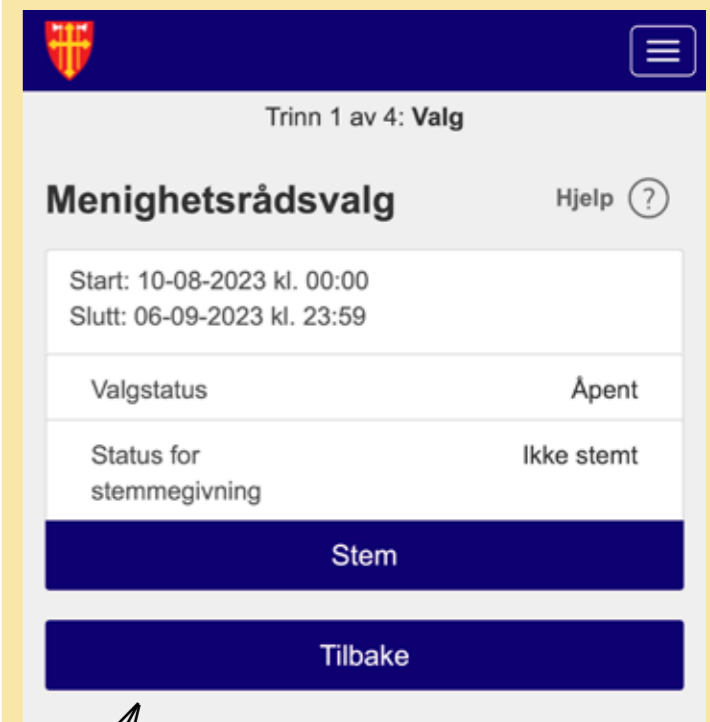 Trinn 1 av 4: Valg
Menighetsrådsvalg
Hjelp ?
Start: 10-08-2023 kl. 00:00
Slutt: 06-09-2023 kl. 23:59
Valgstatus Åpent
Status for Ikke stemt
stemmegivning
Stem
Tilbake